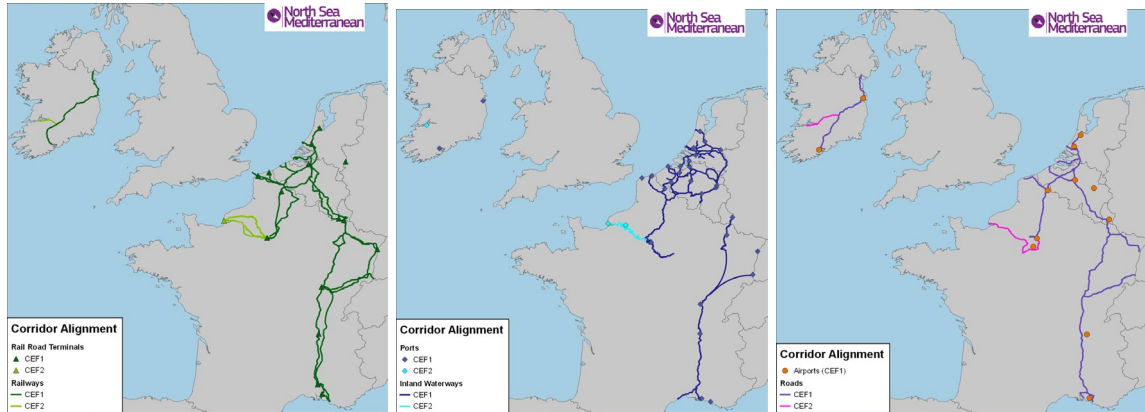 North Sea
Mediterranean
Corridor Alignment
Rail Road Terminals
CEF1
CEF2
Railways
CEF1
CEF2
North Sea
Mediterranean
Corridor Alignment
Ports
CEF1
CEF2
Inland Waterways
CEF1
CEF2
North Sea
Mediterranean
Corridor Alignment
Airports (CEF1)
Roads
CEF1
CEF2